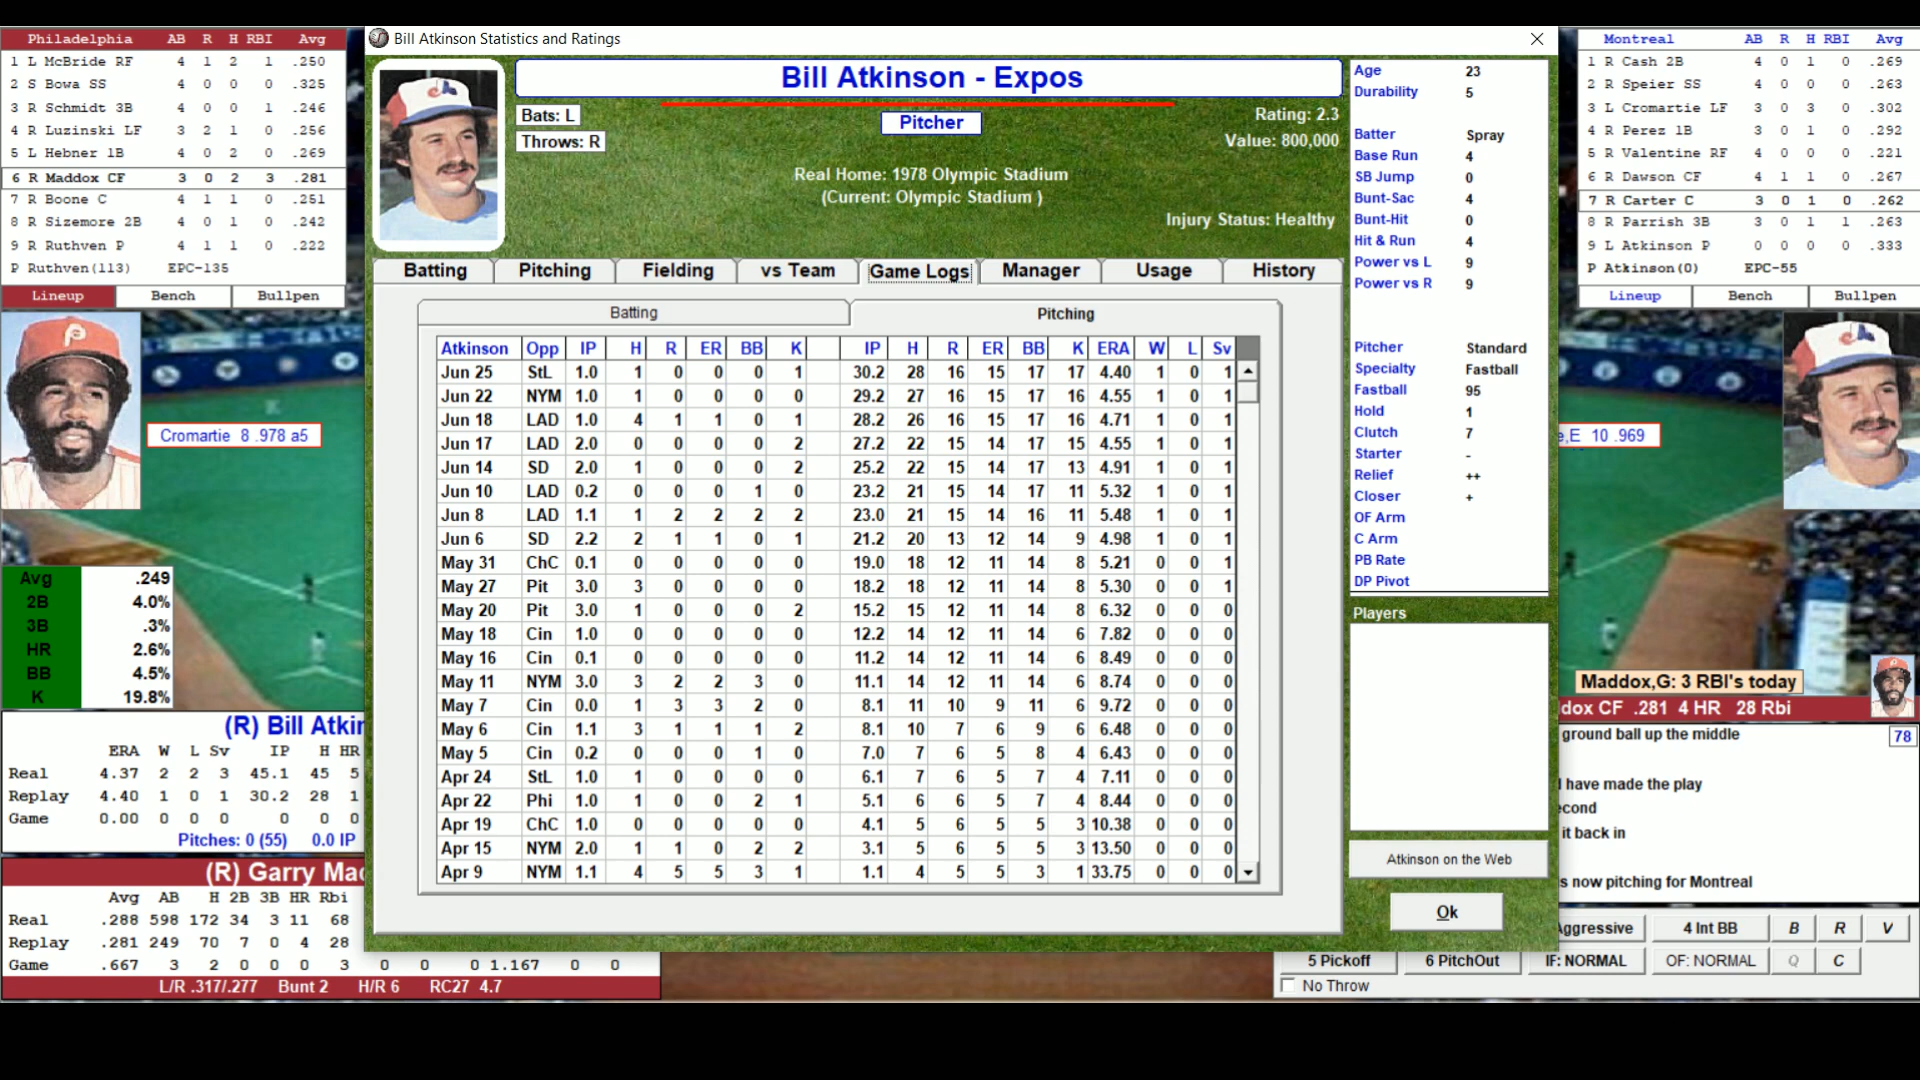 Philadelphia AB R H RBI Avg
1 L McBride RF 4 1 2 1 .250
2 S Bowa SS 4 0 0 0 .325
3 R Schmidt 3B 4 0 0 1 .246
4 R Luzinski LF 3 2 1 0 .256
5 L Hebner 1B 4 0 2 0 .269
6 R Maddox CF 3 0 2 3 .281
7 R Boone C 4 1 1 0 .251
8 R Sizemore 2B 4 0 1 0 .242
9 R Ruthven P 4 1 1 0 .222
P Ruthven(113) EPC-135
Lineup Bench Bullpen
Cromartie 8 .978 a5
Avg .249
2B 4.0%
3B .3%
HR 2.6%
BB 4.5%
K 19.8%
(R) Bill Atkin
ERA W L Sv IP H HR
Real 4.37 2 2 3 45.1 45 5
Replay 4.40 1 0 1 30.2 28 1
Game 0.00 0 0 0 0 0 0
Pitches: 0 (55) 0.0 IP
(R) Garry Mad
Avg AB H 2B 3B HR Rbi
Real .288 598 172 34 3 11 68
Replay .281 249 70 7 0 4 28
Game .667 3 2 0 0 0 3 0 0 0 1.167 0 0
L/R .317/.277 Bunt 2 H/R 6 RC27 4.7
Bill Atkinson Statistics and Ratings
Bill Atkinson - Expos
Bats: L
Throws: R
Pitcher
Rating: 2.3
Value: 800,000
Real Home: 1978 Olympic Stadium
(Current: Olympic Stadium )
Injury Status: Healthy
Batting Pitching Fielding vs Team Game Logs Manager Usage History
Batting Pitching
Atkinson Opp IP H R ER BB K IP H R ER BB K ERA W L Sv
Jun 25 StL 1.0 1 0 0 0 1 30.2 28 16 15 17 17 4.40 1 0 1
Jun 22 NYM 1.0 1 0 0 0 0 29.2 27 16 15 17 16 4.55 1 0 1
Jun 18 LAD 1.0 4 1 1 0 1 28.2 26 16 15 17 16 4.71 1 0 1
Jun 17 LAD 2.0 0 0 0 0 2 27.2 22 15 14 17 15 4.55 1 0 1
Jun 14 SD 2.0 1 0 0 0 2 25.2 22 15 14 17 13 4.91 1 0 1
Jun 10 LAD 0.2 0 0 0 1 0 23.2 21 15 14 17 11 5.32 1 0 1
Jun 8 LAD 1.1 1 2 2 2 2 23.0 21 15 14 16 11 5.48 1 0 1
Jun 6 SD 2.2 2 1 1 0 1 21.2 20 13 12 14 9 4.98 1 0 1
May 31 ChC 0.1 0 0 0 0 0 19.0 18 12 11 14 8 5.21 0 0 1
May 27 Pit 3.0 3 0 0 0 0 18.2 18 12 11 14 8 5.30 0 0 1
May 20 Pit 3.0 1 0 0 0 2 15.2 15 12 11 14 8 6.32 0 0 0
May 18 Cin 1.0 0 0 0 0 0 12.2 14 12 11 14 6 7.82 0 0 0
May 16 Cin 0.1 0 0 0 0 0 11.2 14 12 11 14 6 8.49 0 0 0
May 11 NYM 3.0 3 2 2 3 0 11.1 14 12 11 14 6 8.74 0 0 0
May 7 Cin 0.0 1 3 3 2 0 8.1 11 10 9 11 6 9.72 0 0 0
May 6 Cin 1.1 3 1 1 1 2 8.1 10 7 6 9 6 6.48 0 0 0
May 5 Cin 0.2 0 0 0 1 0 7.0 7 6 5 8 4 6.43 0 0 0
Apr 24 StL 1.0 1 0 0 0 0 6.1 7 6 5 7 4 7.11 0 0 0
Apr 22 Phi 1.0 1 0 0 2 1 5.1 6 6 5 7 4 8.44 0 0 0
Apr 19 ChC 1.0 0 0 0 0 0 4.1 5 6 5 5 3 10.38 0 0 0
Apr 15 NYM 2.0 1 1 0 2 2 3.1 5 6 5 5 3 13.50 0 0 0
Apr 9 NYM 1.1 4 5 5 3 1 1.1 4 5 5 3 1 33.75 0 0 0
Age 23
Durability 5
Batter Spray
Base Run 4
SB Jump 0
Bunt-Sac 4
Bunt-Hit 0
Hit & Run 4
Power vs L 9
Power vs R 9
Pitcher Standard
Specialty Fastball
Fastball 95
Hold 1
Clutch 7
Starter -
Relief ++
Closer +
OF Arm
C Arm
PB Rate
DP Pivot
Players
Atkinson on the Web
Ok
Montreal AB R H RBI Avg
1 R Cash 2B 4 0 1 0 .269
2 R Speier SS 4 0 0 0 .263
3 L Cromartie LF 3 0 3 0 .302
4 R Perez 1B 3 0 1 0 .292
5 R Valentine RF 4 0 0 0 .221
6 R Dawson CF 4 1 1 0 .267
7 R Carter C 3 0 1 0 .262
8 R Parrish 3B 3 0 1 1 .263
9 L Atkinson P 0 0 0 0 .333
P Atkinson(0) EPC-55
Lineup Bench Bullpen
e,E 10 .969
Maddox,G: 3 RBI's today
dox CF .281 4 HR 28 Rbi
ground ball up the middle 78
have made the play
econd
it back in
s now pitching for Montreal
Aggressive 4 Int BB B R V
5 Pickoff 6 PitchOut IF: NORMAL OF: NORMAL Q C
No Throw